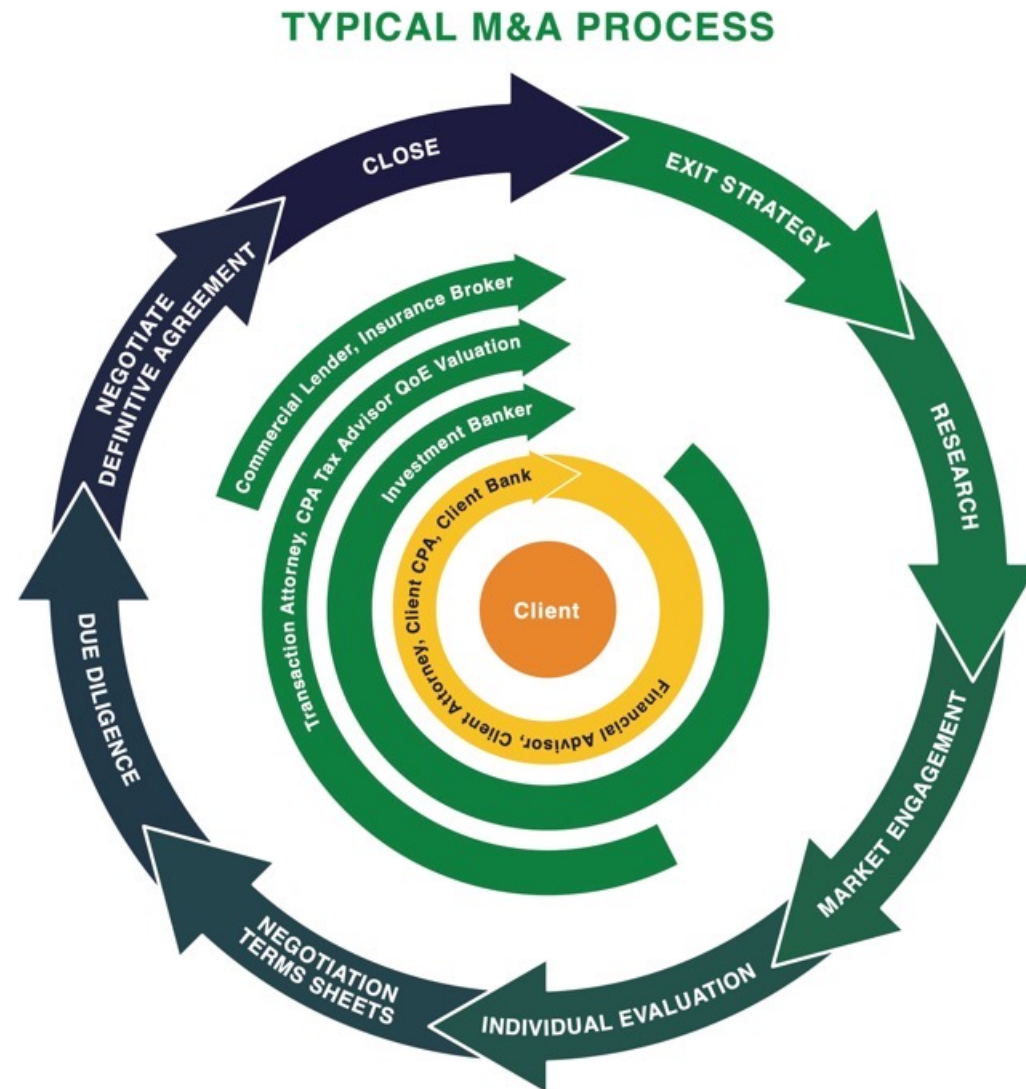 TYPICAL M&A PROCESS
EXIT STRATEGY
RESEARCH
MARKET ENGAGEMENT
INDIVIDUAL EVALUATION
NEGOTIATION
TERMS SHEETS
DUE DILIGENCE
NEGOTIATE
DEFINITIVE AGREEMENT
CLOSE
Commercial Lender, Insurance Broker
Transaction Attorney, CPA Tax Advisor QoE Valuation
Investment Banker
Financial Advisor, Client Attorney, Client CPA, Client Bank
Client